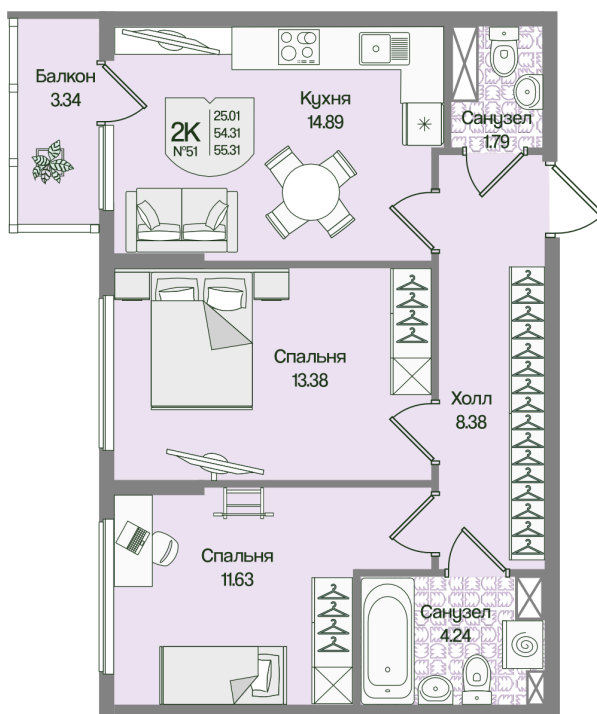 Балкон
3.34
2К
№51
25.01
54.31
55.31
Кухня
14.89
Санузел
1.79
Спальня
13.38
Холл
8.38
Спальня
11.63
Санузел
4.24